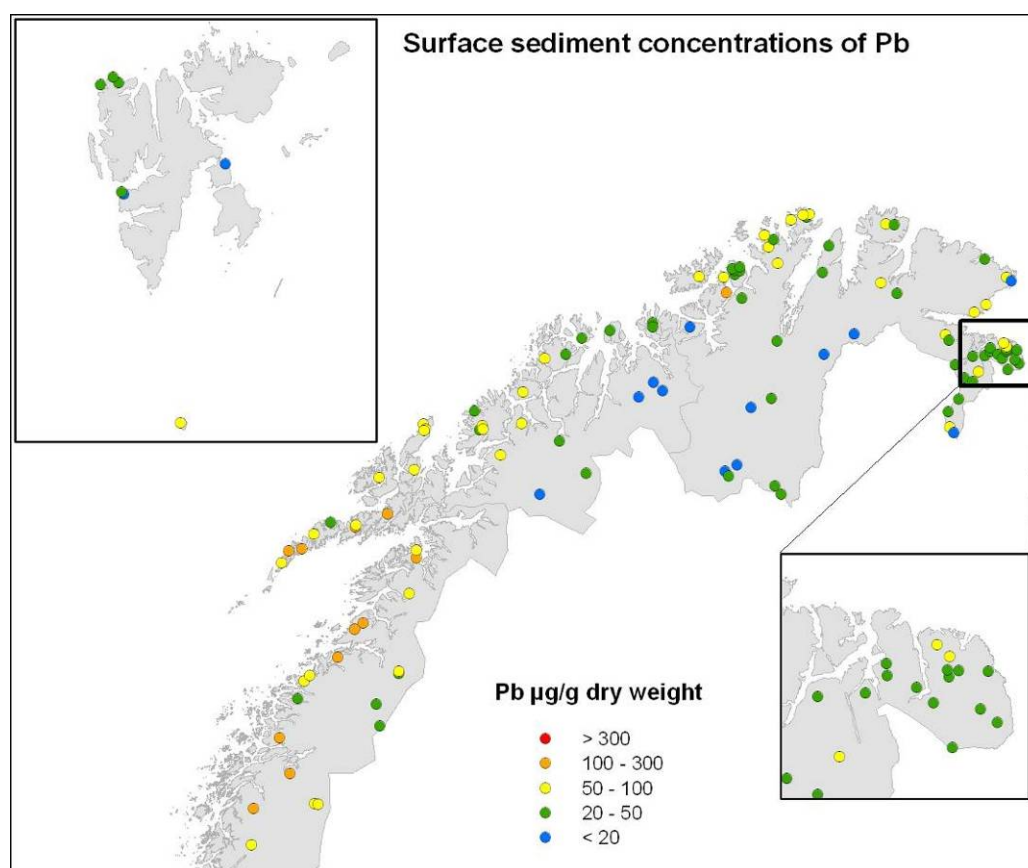 Surface sediment concentrations of Pb
Pb µg/g dry weight
> 300
100 - 300
50 - 100
20 - 50
< 20